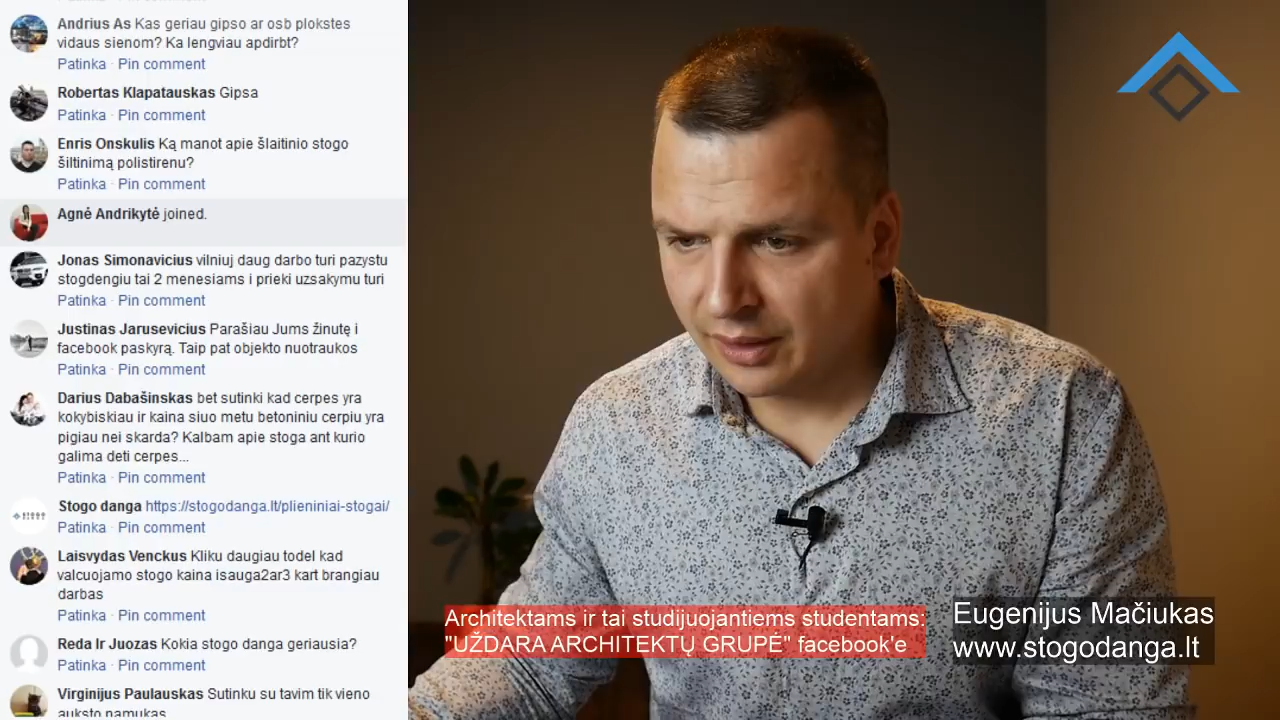 Andrius As Kas geriau gipso ar osb plokstes
vidaus sienom? Ka lengviau apdirbt?
Patinka · Pin comment
Robertas Klapatauskas Gipsa
Patinka · Pin comment
Enris Onskulis Ką manot apie šlaitinio stogo
šiltinimą polistirenu?
Patinka · Pin comment
Agnė Andrikytė joined.
Jonas Simonavicius vilniuj daug darbo turi pazystu
stogdengiu tai 2 menesiams i prieki uzsakymu turi
Patinka · Pin comment
Justinas Jarusevicius Parašiau Jums žinutę i
facebook paskyrą. Taip pat objekto nuotraukos
Patinka · Pin comment
Darius Dabašinskas bet sutinki kad cerpes yra
kokybiskiau ir kaina siuo metu betoniniu cerpiu yra
pigiau nei skarda? Kalbam apie stoga ant kurio
galima deti cerpes...
Patinka · Pin comment
Stogo danga https://stogodanga.lt/plieniniai-stogai/
Patinka · Pin comment
Laisvydas Venckus Kliku daugiau todel kad
valcuojamo stogo kaina isauga2ar3 kart brangiau
darbas
Patinka · Pin comment
Reda Ir Juozas Kokia stogo danga geriausia?
Patinka · Pin comment
Virginijus Paulauskas Sutinku su tavim tik vieno
auksto namukas
Architektams ir tai studijuojantiems studentams:
"UŽDARA ARCHITEKTŲ GRUPĖ" facebook'e
Eugenijus Mačiukas
www.stogodanga.lt